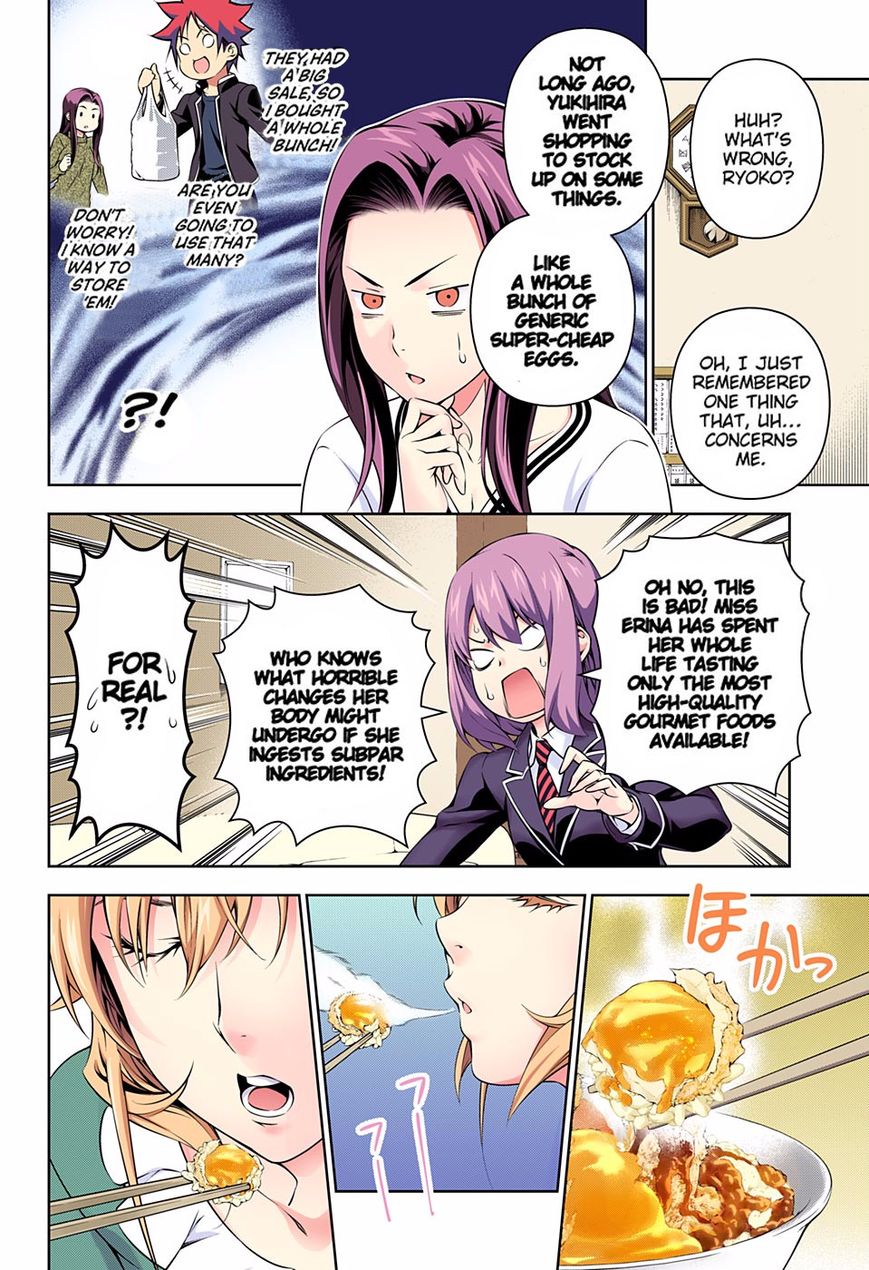 HUH?
WHAT'S
WRONG,
RYOKO?
OH, I JUST
REMEMBERED
ONE THING
THAT, UH...
CONCERNS
ME.
NOT
LONG AGO,
YUKIHIRA
WENT
SHOPPING
TO STOCK
UP ON SOME
THINGS.
LIKE
A WHOLE
BUNCH OF
GENERIC
SUPER-CHEAP
EGGS.
THEY HAD
A BIG
SALE, SO
I BOUGHT
A WHOLE
BUNCH!
ARE YOU
EVEN
GOING TO
USE THAT
MANY?
DON'T
WORRY!
I KNOW A
WAY TO
STORE
'EM!
?!
OH NO, THIS
IS BAD! MISS
ERINA HAS SPENT
HER WHOLE
LIFE TASTING
ONLY THE MOST
HIGH-QUALITY
GOURMET FOODS
AVAILABLE!
WHO KNOWS
WHAT HORRIBLE
CHANGES HER
BODY MIGHT
UNDERGO IF SHE
INGESTS SUBPAR
INGREDIENTS!
FOR
REAL
?!
ほかっ
フーフー